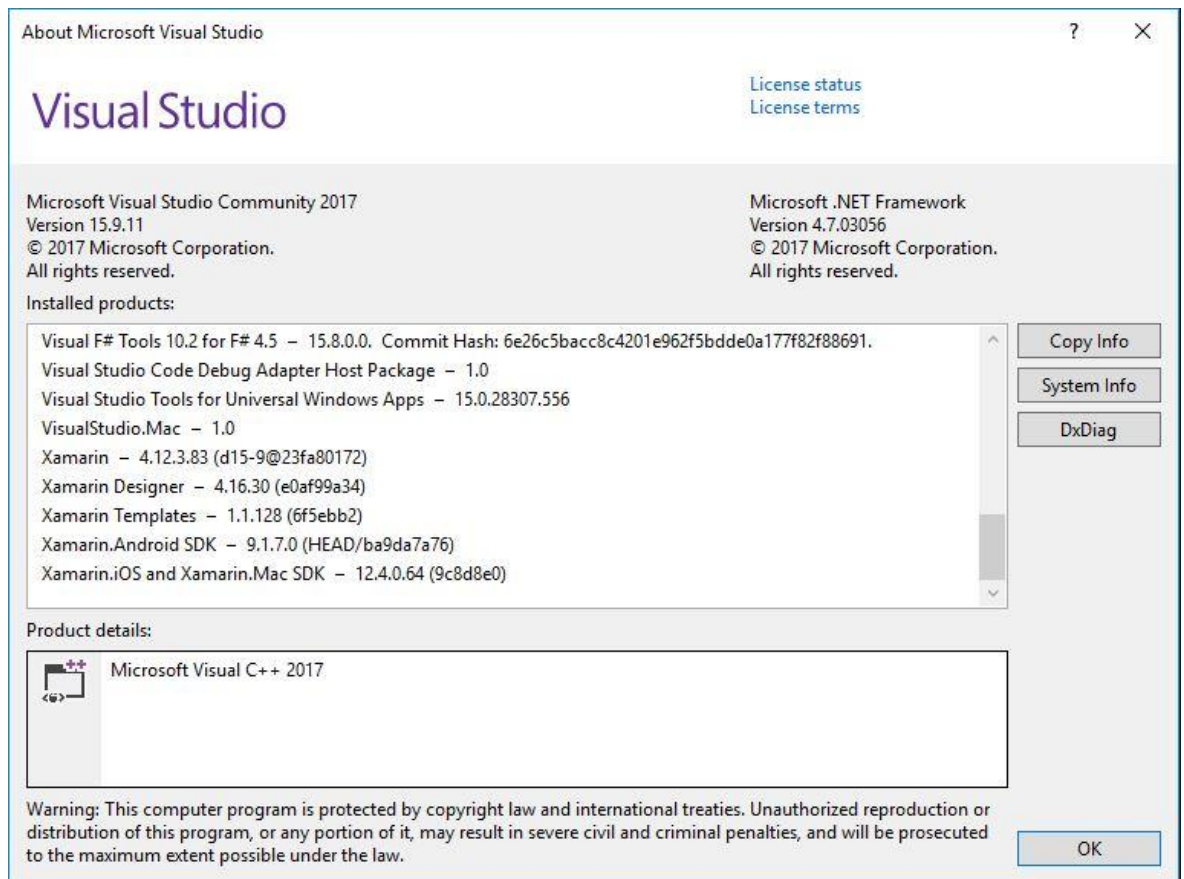 About Microsoft Visual Studio
?
Visual Studio
License status
License terms
Microsoft Visual Studio Community 2017
Version 15.9.11
© 2017 Microsoft Corporation.
All rights reserved.
Microsoft .NET Framework
Version 4.7.03056
© 2017 Microsoft Corporation.
All rights reserved.
Installed products:
Visual F# Tools 10.2 for F# 4.5 – 15.8.0.0. Commit Hash: 6e26c5bacc8c4201e962f5bdde0a177f82f88691.
Visual Studio Code Debug Adapter Host Package – 1.0
Visual Studio Tools for Universal Windows Apps – 15.0.28307.556
VisualStudio.Mac – 1.0
Xamarin – 4.12.3.83 (d15-9@23fa80172)
Xamarin Designer – 4.16.30 (e0af99a34)
Xamarin Templates – 1.1.128 (6f5ebb2)
Xamarin.Android SDK – 9.1.7.0 (HEAD/ba9da7a76)
Xamarin.iOS and Xamarin.Mac SDK – 12.4.0.64 (9c8d8e0)
Copy Info
System Info
DxDiag
Product details:
Microsoft Visual C++ 2017
Warning: This computer program is protected by copyright law and international treaties. Unauthorized reproduction or
distribution of this program, or any portion of it, may result in severe civil and criminal penalties, and will be prosecuted
to the maximum extent possible under the law.
OK